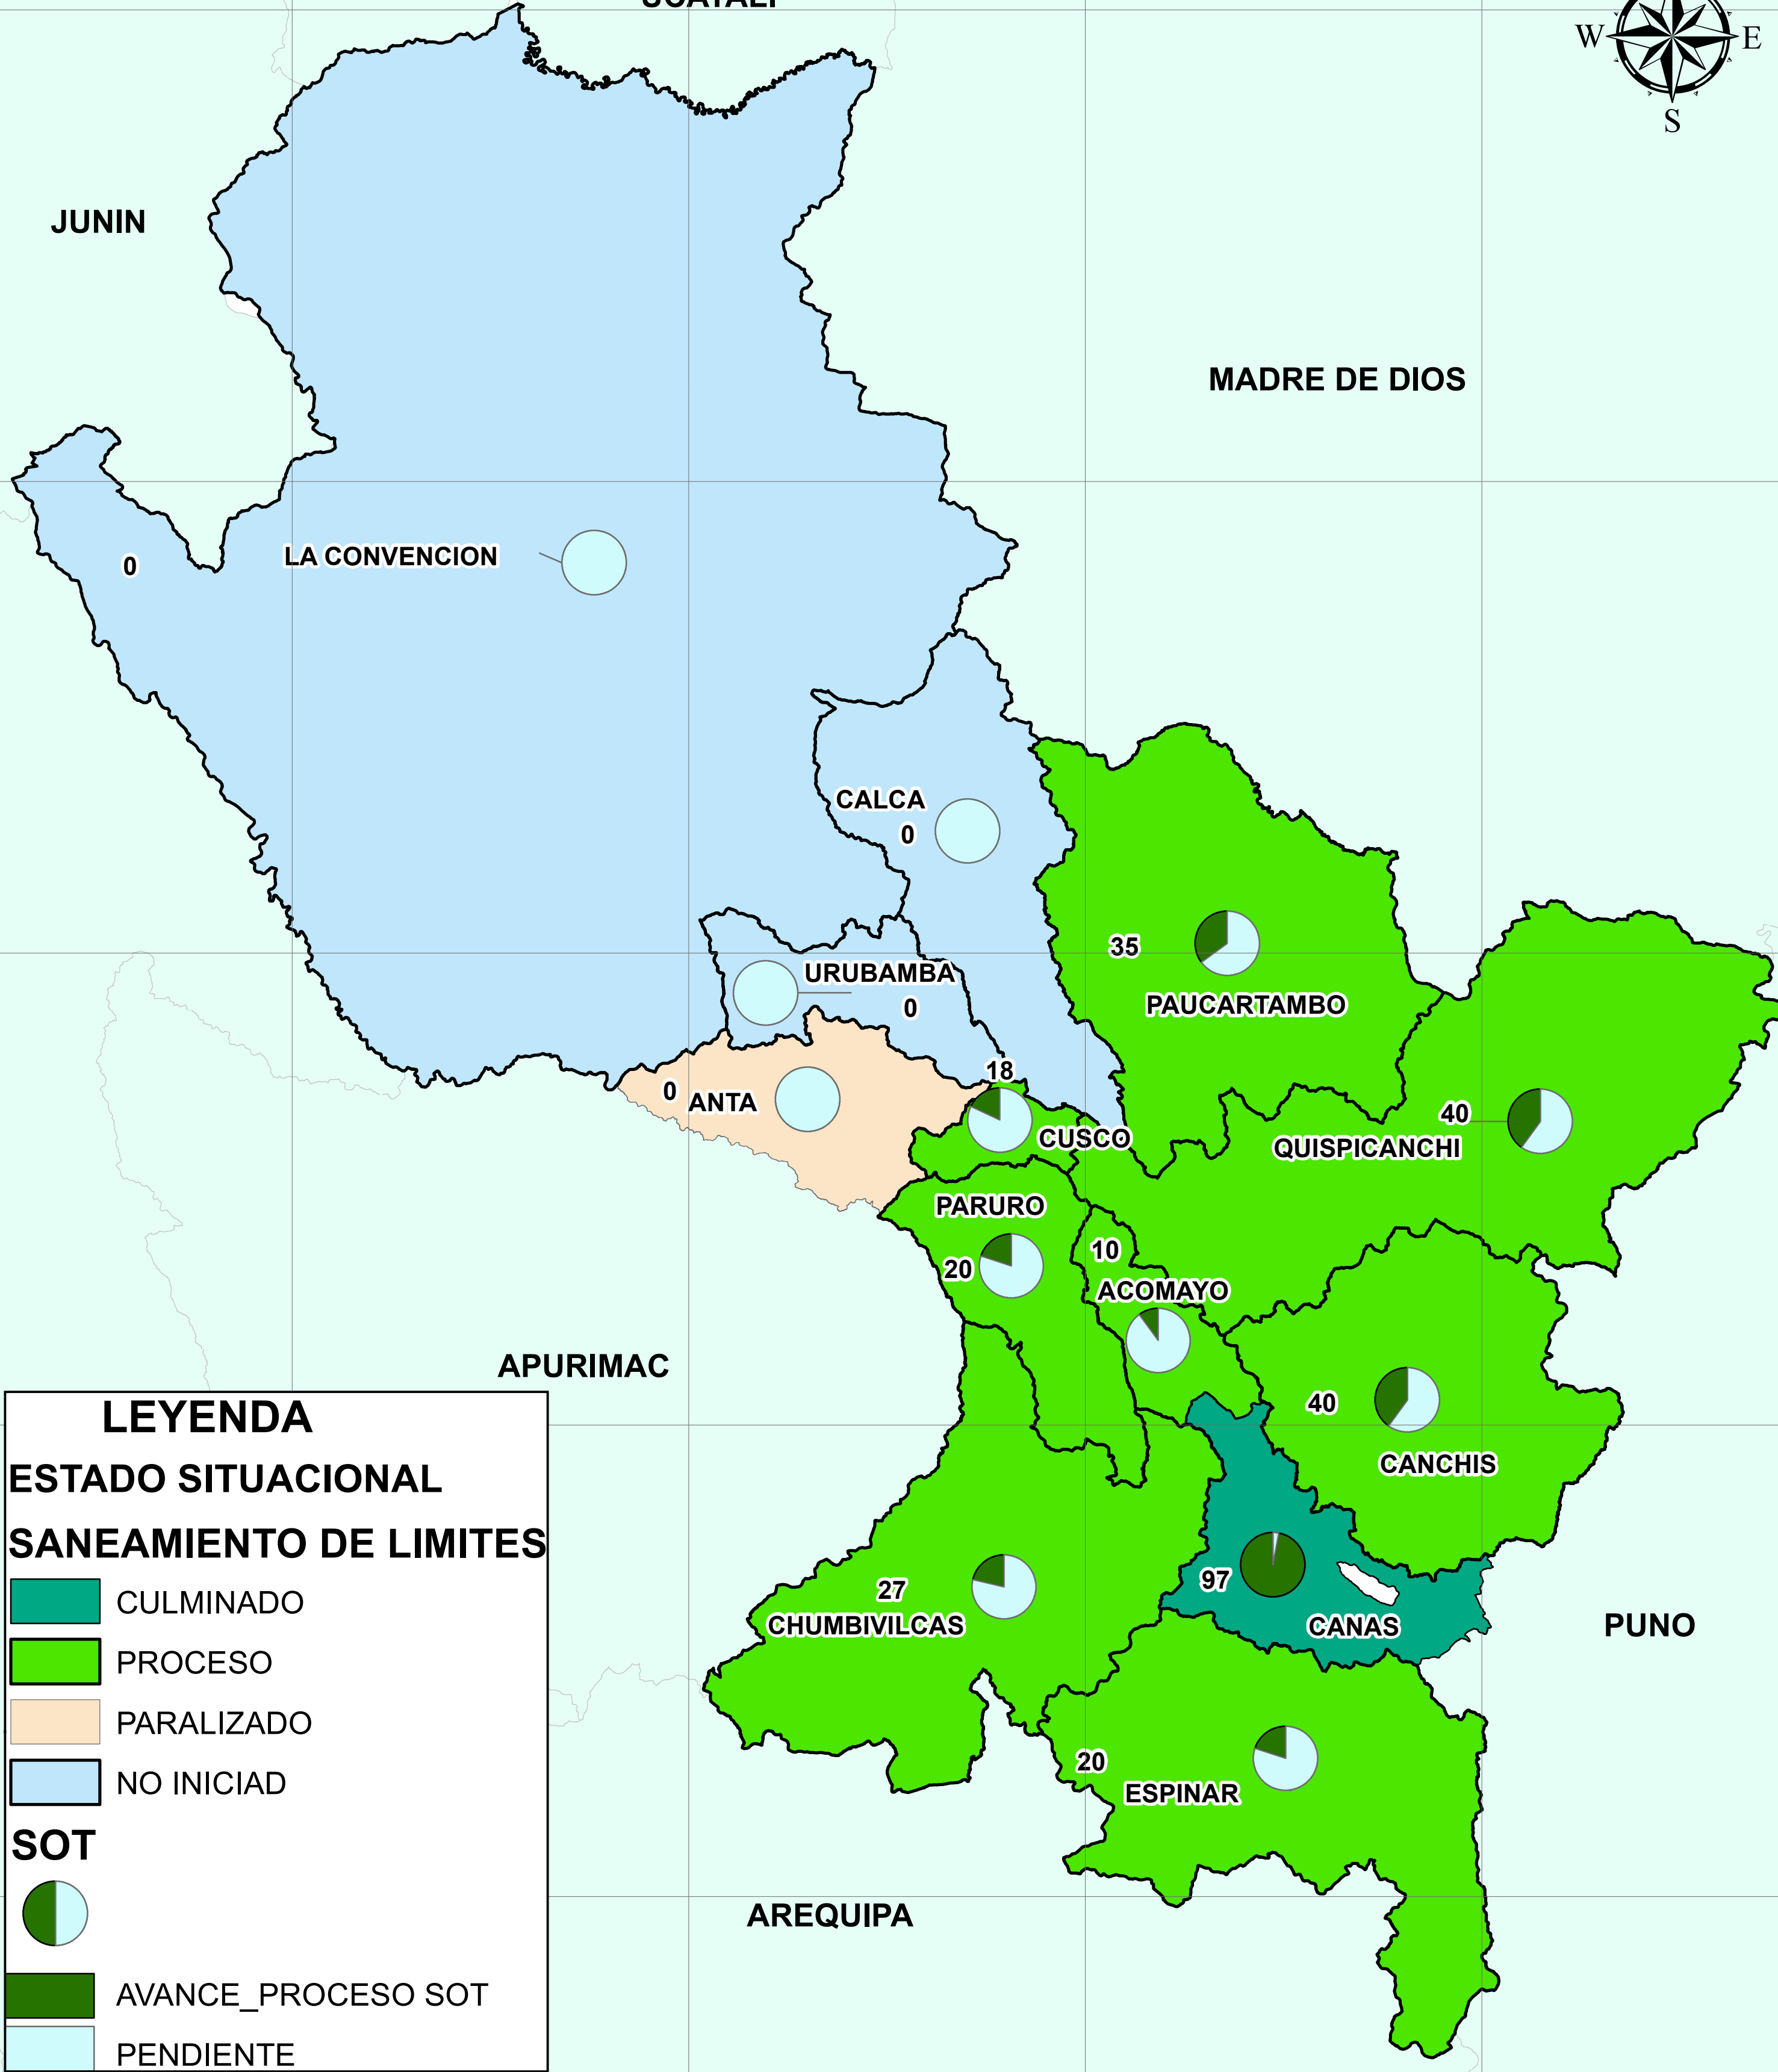 UCAYALI
W
E
S
JUNIN
MADRE DE DIOS
0
LA CONVENCION
CALCA
0
35
PAUCARTAMBO
URUBAMBA
0
18
0
ANTA
CUSCO
40
QUISPICANCHI
PARURO
20
10
ACOMAYO
APURIMAC
40
CANCHIS
27
CHUMBIVILCAS
97
CANAS
PUNO
20
ESPINAR
AREQUIPA
LEYENDA
ESTADO SITUACIONAL
SANEAMIENTO DE LIMITES
CULMINADO
PROCESO
PARALIZADO
NO INICIAD
SOT
AVANCE_PROCESO SOT
PENDIENTE